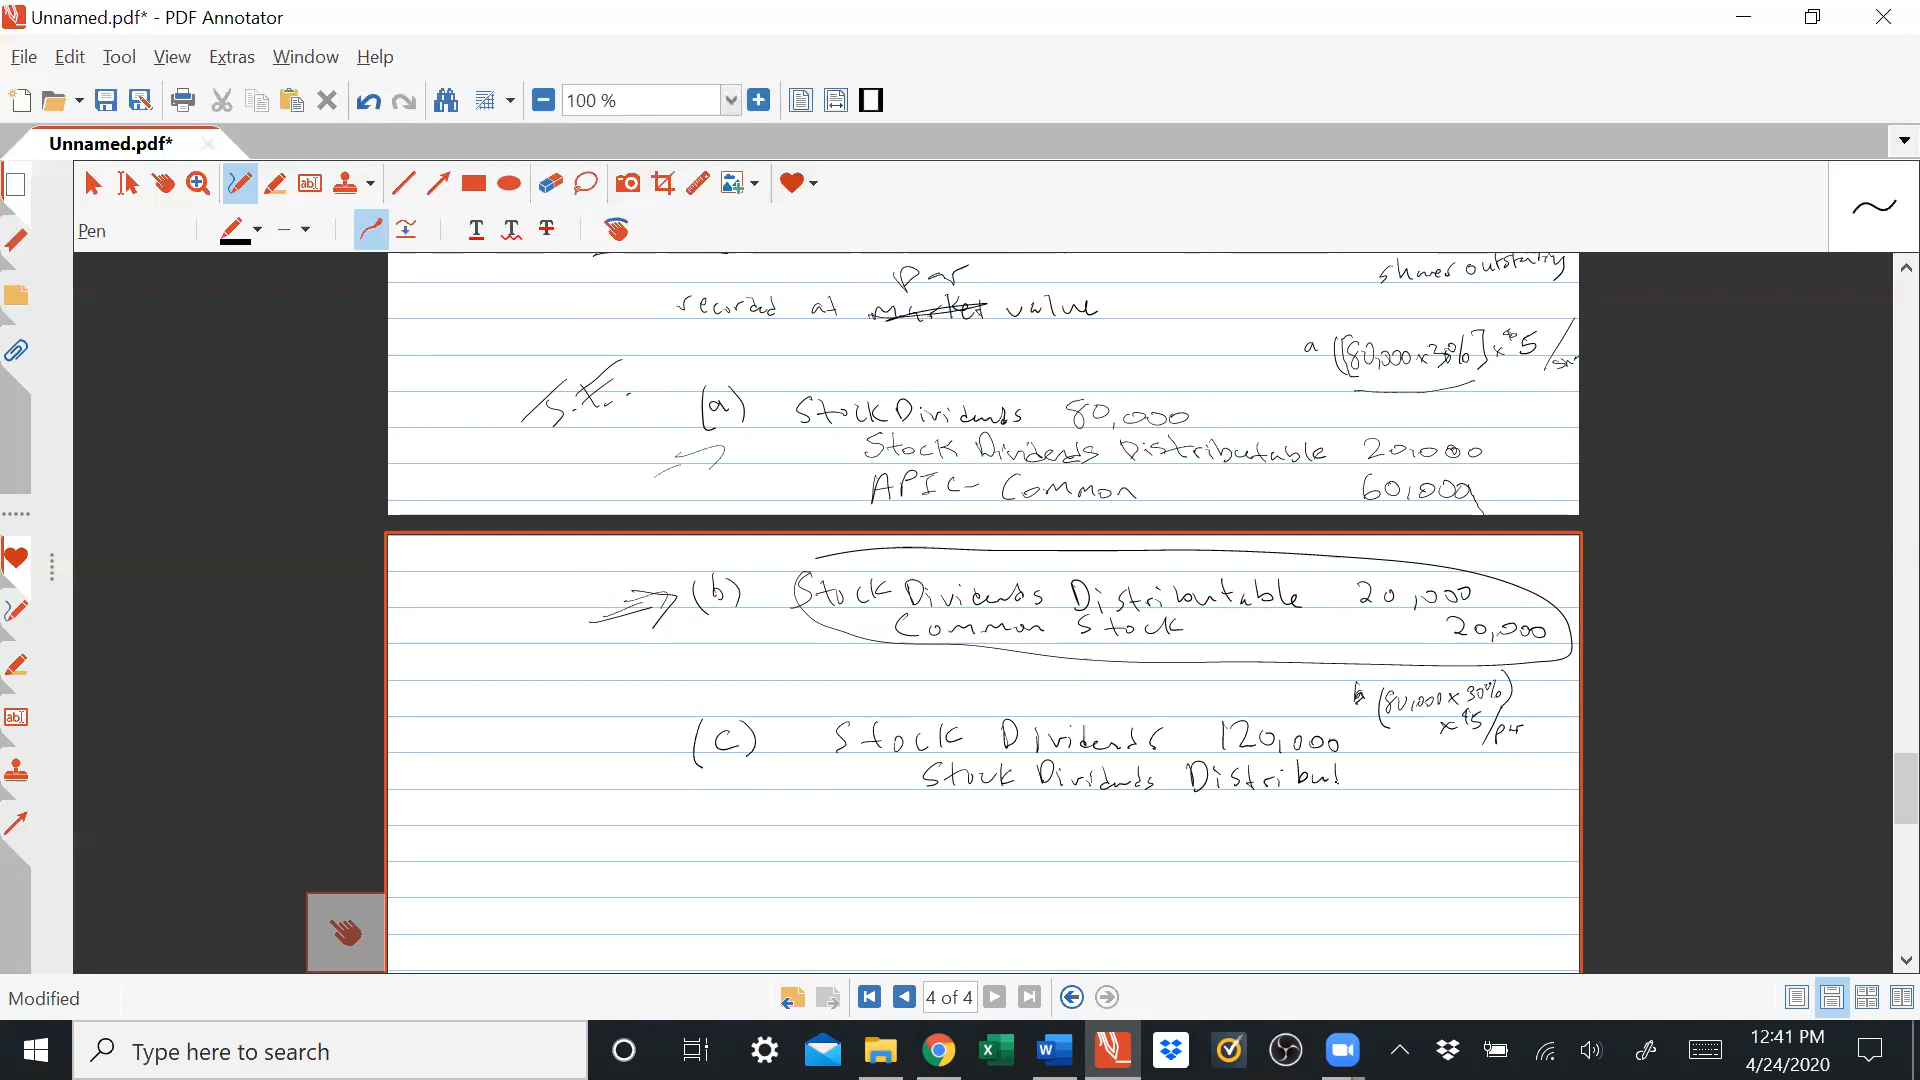 Unnamed.pdf* - PDF Annotator
File Edit Tool View Extras Window Help
100 %
Unnamed.pdf*
Pen
shares outstanding
par
recorded at market value
a ([80,000 x 30%] x $5 /
(a) Stock Dividends 80,000
Stock Dividends Distributable 20,000
APIC - Common 60,000
(b) Stock Dividends Distributable 20,000
Common Stock 20,000
b (80,000 x 30%)
x $5/par
(c) Stock Dividends 120,000
Stock Dividends Distribut
Modified
4 of 4
Type here to search
12:41 PM
4/24/2020